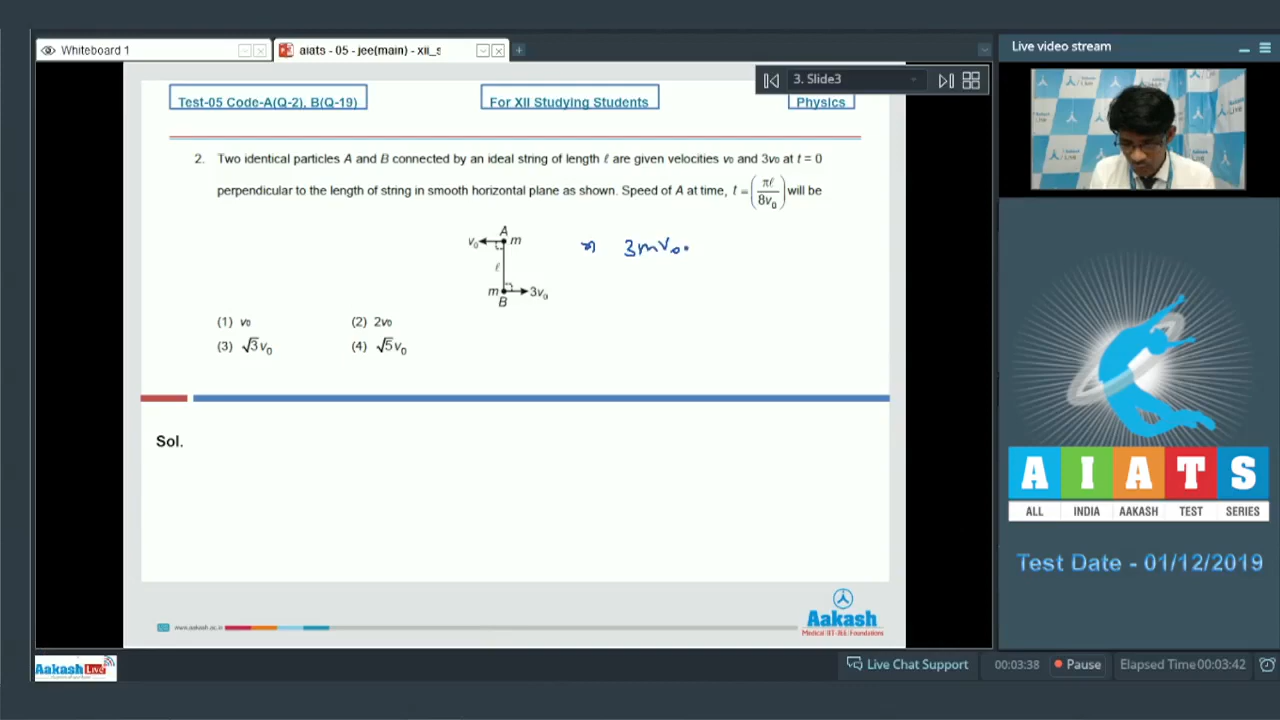 Whiteboard 1
aiats - 05 - jee(main) - xii_s
Live video stream
3. Slide3
Test-05 Code-A(Q-2), B(Q-19)
For XII Studying Students
Physics
2. Two identical particles A and B connected by an ideal string of length ℓ are given velocities v₀ and 3v₀ at t = 0
perpendicular to the length of string in smooth horizontal plane as shown. Speed of A at time, t = (πℓ/8v₀) will be
A
v₀ m
ℓ
m 3v₀
B
⇒ 3mv₀
(1) v₀ (2) 2v₀
(3) √3v₀ (4) √5v₀
Sol.
www.aakash.ac.in
Aakash
Medical|IIT-JEE|Foundations
A I A T S
ALL INDIA AAKASH TEST SERIES
Test Date - 01/12/2019
Aakash Live
Live Chat Support
00:03:38
Pause
Elapsed Time 00:03:42